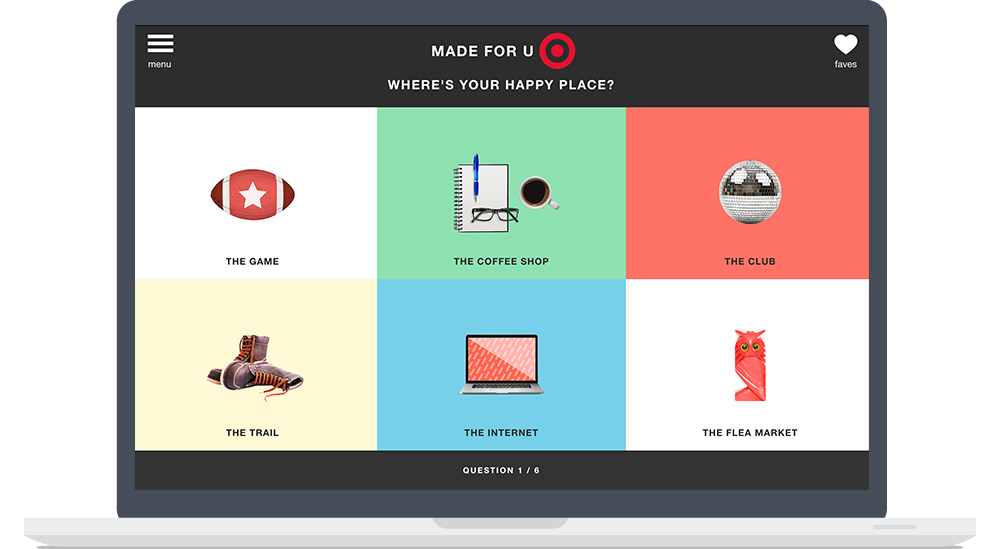 MADE FOR U
menu
faves
WHERE'S YOUR HAPPY PLACE?
THE GAME
THE COFFEE SHOP
THE CLUB
THE TRAIL
THE INTERNET
THE FLEA MARKET
QUESTION 1 / 6